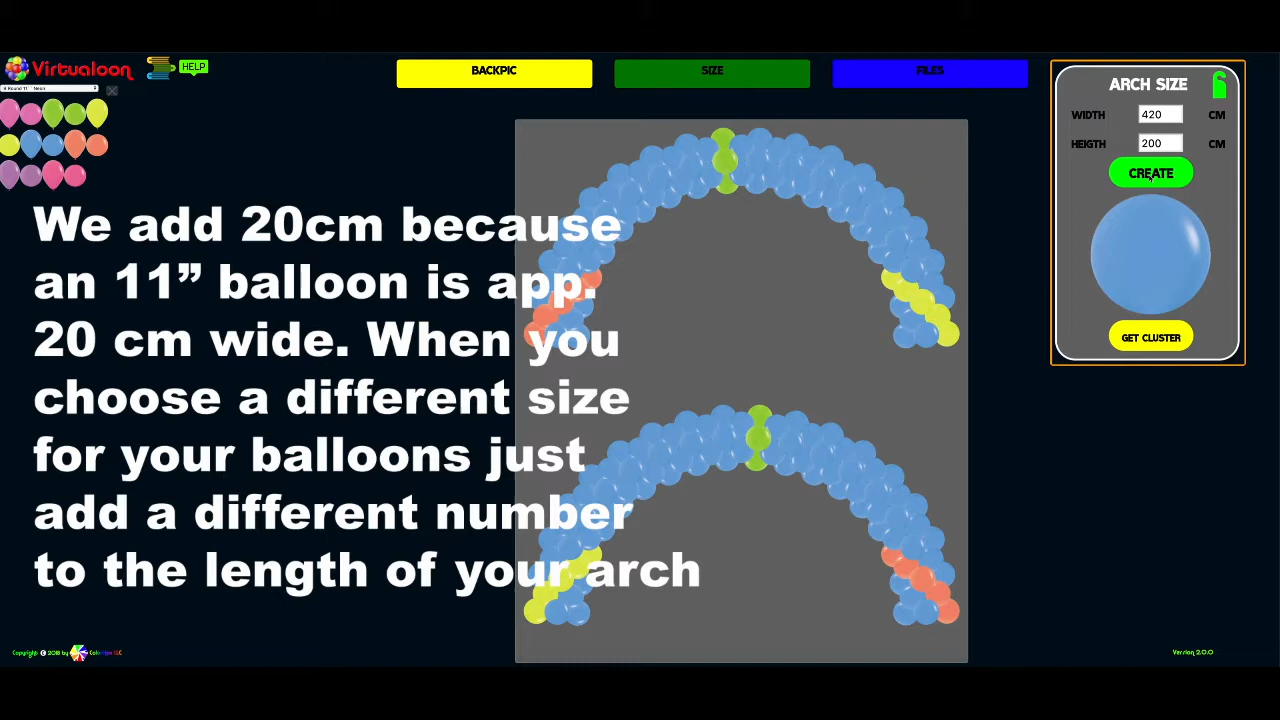 Virtualoon
HELP
BACKPIC
SIZE
FILES
ARCH SIZE
WIDTH 420 CM
HEIGTH 200 CM
CREATE
GET CLUSTER
We add 20cm because
an 11” balloon is app.
20 cm wide. When you
choose a different size
for your balloons just
add a different number
to the length of your arch
Version 2.0.0